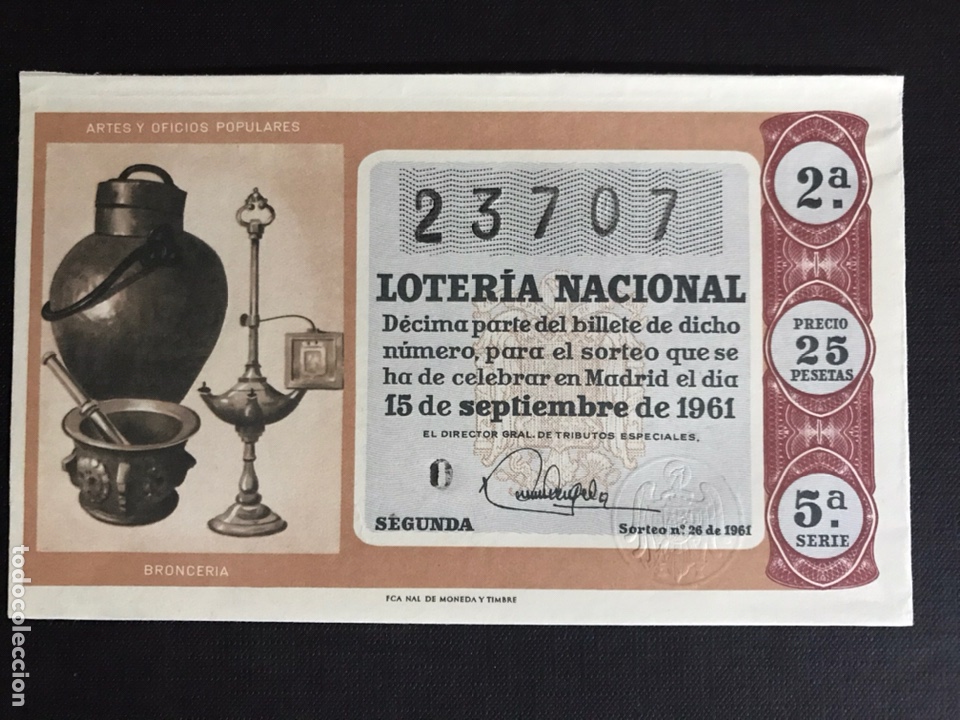 ARTES Y OFICIOS POPULARES
BRONCERIA
23707
LOTERÍA NACIONAL
Décima parte del billete de dicho
número, para el sorteo que se
ha de celebrar en Madrid el día
15 de septiembre de 1961
EL DIRECTOR GRAL. DE TRIBUTOS ESPECIALES,
SEGUNDA
Sorteo nº. 26 de 1961
2ª.
PRECIO
25
PESETAS
5ª.
SERIE
FCA NAL DE MONEDA Y TIMBRE
todocoleccion